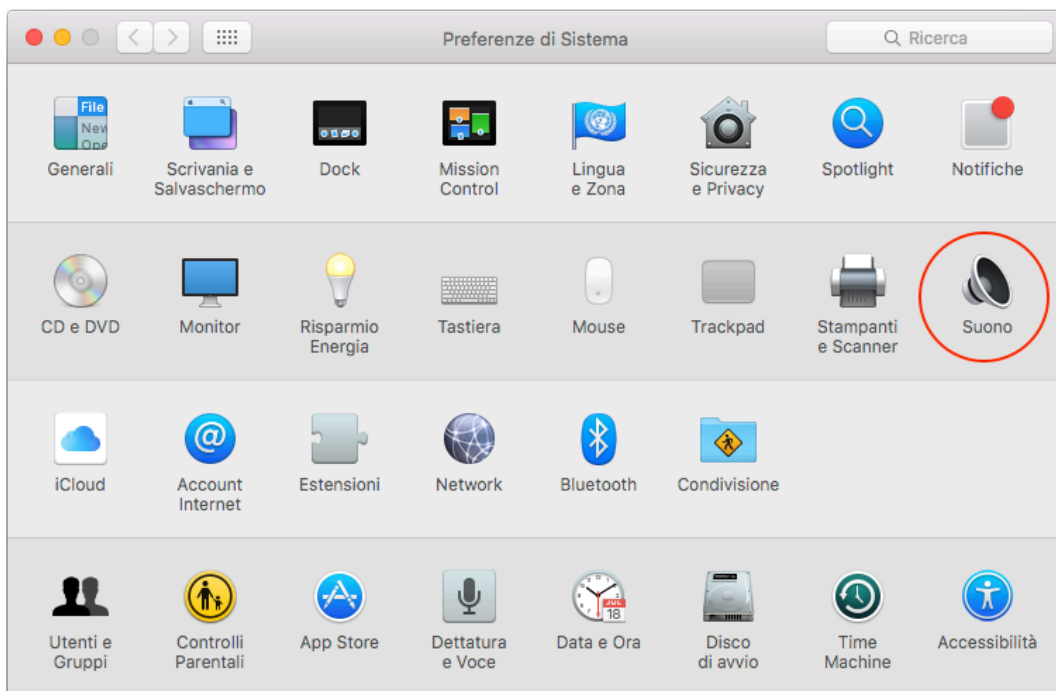 Preferenze di Sistema
Ricerca
File
New
Ope
Generali
Scrivania e
Salvaschermo
Dock
Mission
Control
Lingua
e Zona
Sicurezza
e Privacy
Spotlight
Notifiche
CD e DVD
Monitor
Risparmio
Energia
Tastiera
Mouse
Trackpad
Stampanti
e Scanner
Suono
iCloud
@
Account
Internet
Estensioni
Network
Bluetooth
Condivisione
Utenti e
Gruppi
Controlli
Parentali
App Store
Dettatura
e Voce
JUL
18
Data e Ora
Disco
di avvio
Time
Machine
Accessibilità